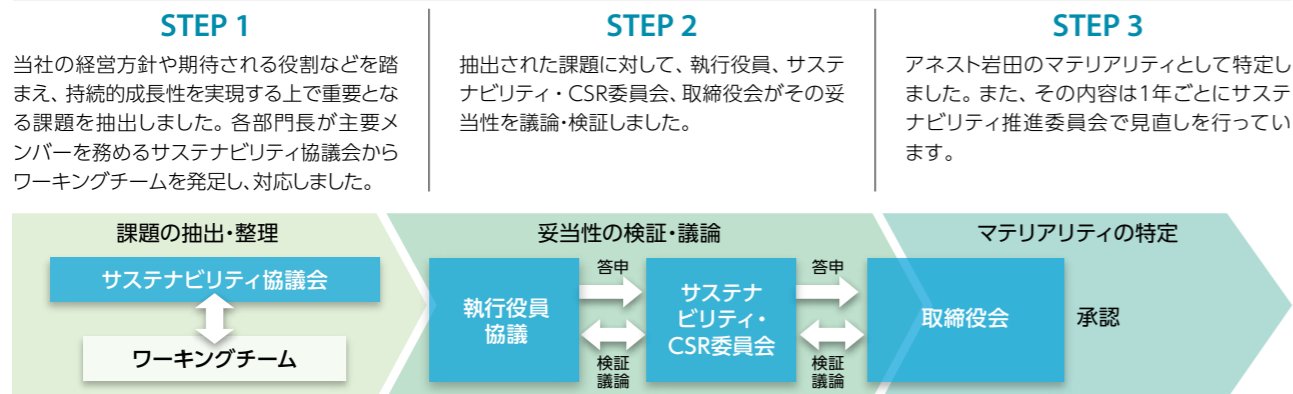 STEP 1
当社の経営方針や期待される役割などを踏
まえ、持続的成長性を実現する上で重要とな
る課題を抽出しました。各部門長が主要メ
ンバーを務めるサステナビリティ協議会から
ワーキングチームを発足し、対応しました。
STEP 2
抽出された課題に対して、執行役員、サステ
ナビリティ・CSR委員会、取締役会がその妥
当性を議論・検証しました。
STEP 3
アネスト岩田のマテリアリティとして特定し
ました。また、その内容は1年ごとにサステ
ナビリティ推進委員会で見直しを行ってい
ます。
課題の抽出・整理
サステナビリティ協議会
ワーキングチーム
妥当性の検証・議論
執行役員
協議
答申
検証
議論
サステナ
ビリティ・
CSR委員会
答申
検証
議論
マテリアリティの特定
取締役会
承認